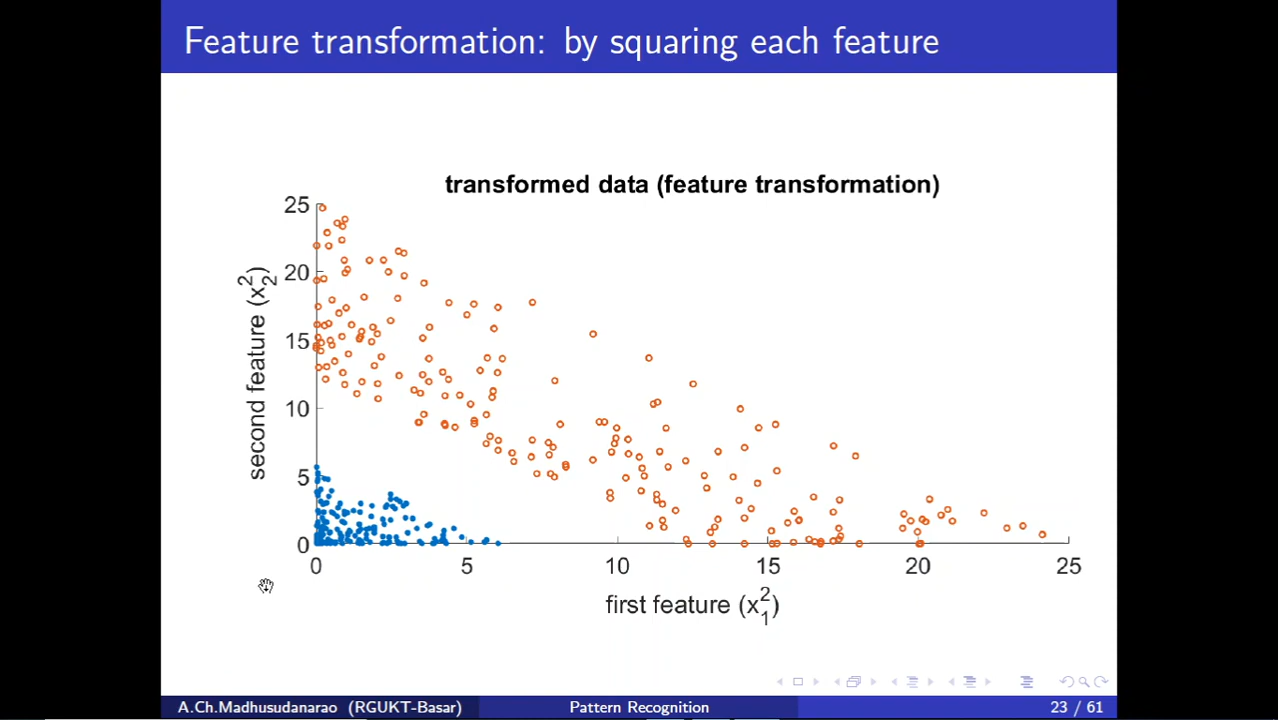 Feature transformation: by squaring each feature
transformed data (feature transformation)
25
20
15
10
5
0
second feature (x₂²)
0 5 10 15 20 25
first feature (x₁²)
A.Ch.Madhusudanarao (RGUKT-Basar) Pattern Recognition 23 / 61